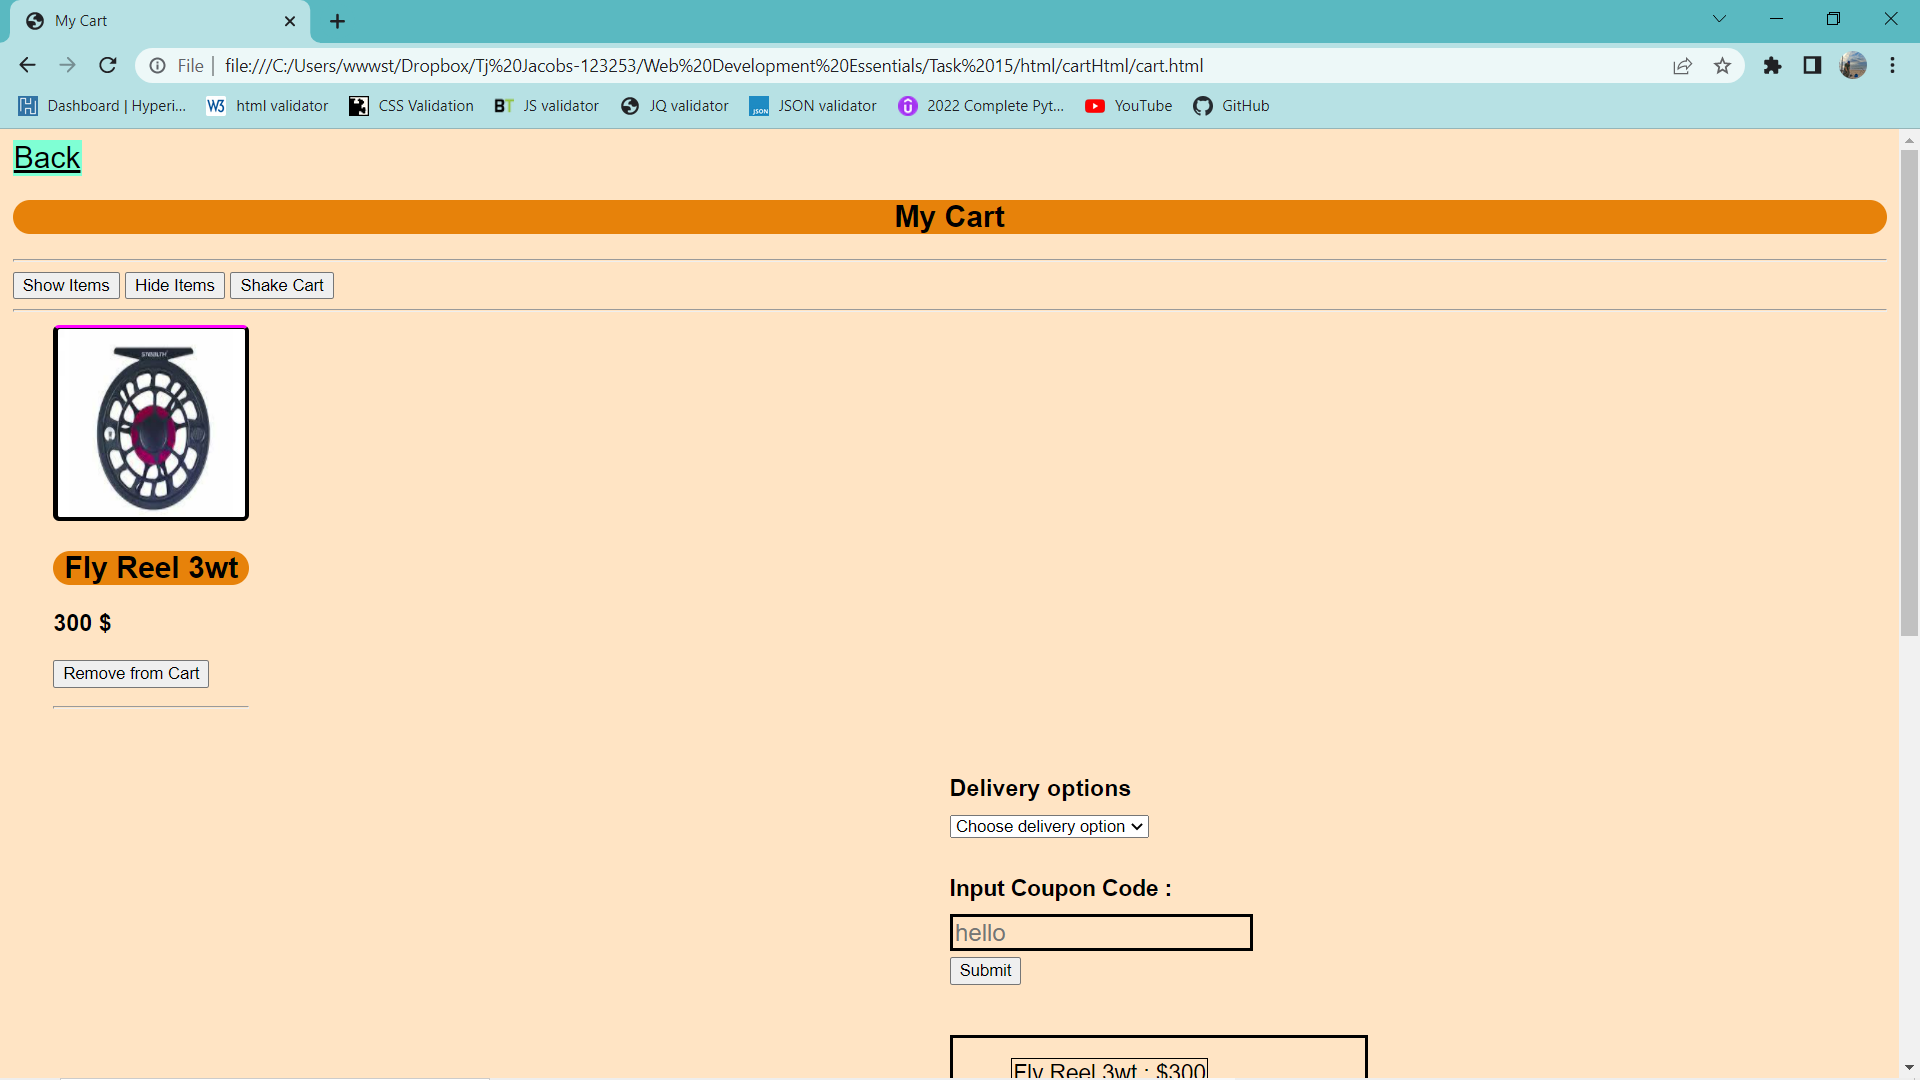 My Cart
File
file:///C:/Users/wwwst/Dropbox/Tj%20Jacobs-123253/Web%20Development%20Essentials/Task%2015/html/cartHtml/cart.html
Dashboard | Hyperi...
W3 html validator
CSS Validation
BT JS validator
JQ validator
JSON JSON validator
2022 Complete Pyt...
YouTube
GitHub
Back
My Cart
Show Items Hide Items Shake Cart
STEALTH
Fly Reel 3wt
300 $
Remove from Cart
Delivery options
Choose delivery option
Input Coupon Code :
hello
Submit
Fly Reel 3wt : $300